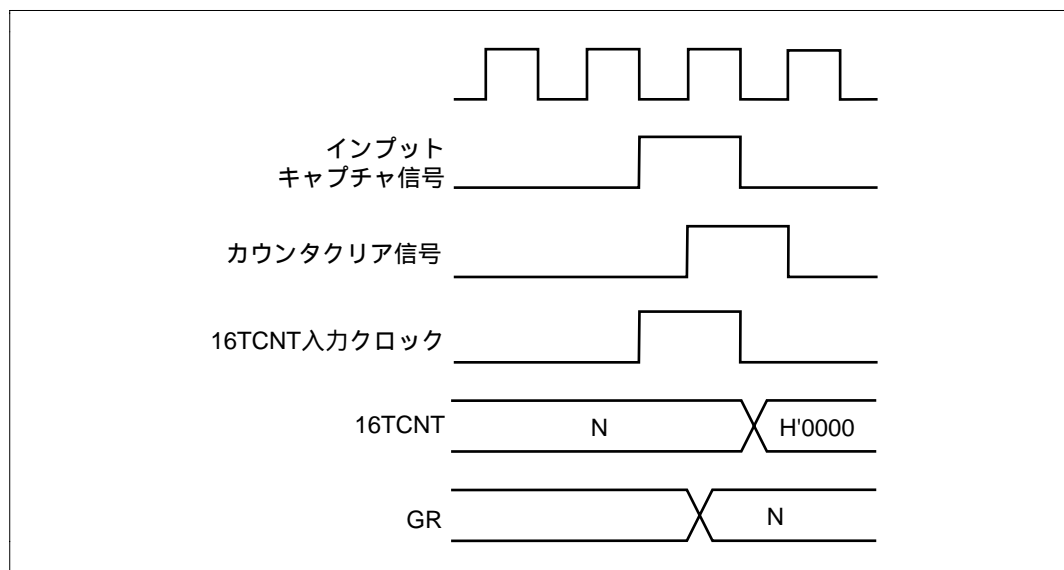 インプット
キャプチャ信号
カウンタクリア信号
16TCNT入力クロック
16TCNT
N
H'0000
GR
N